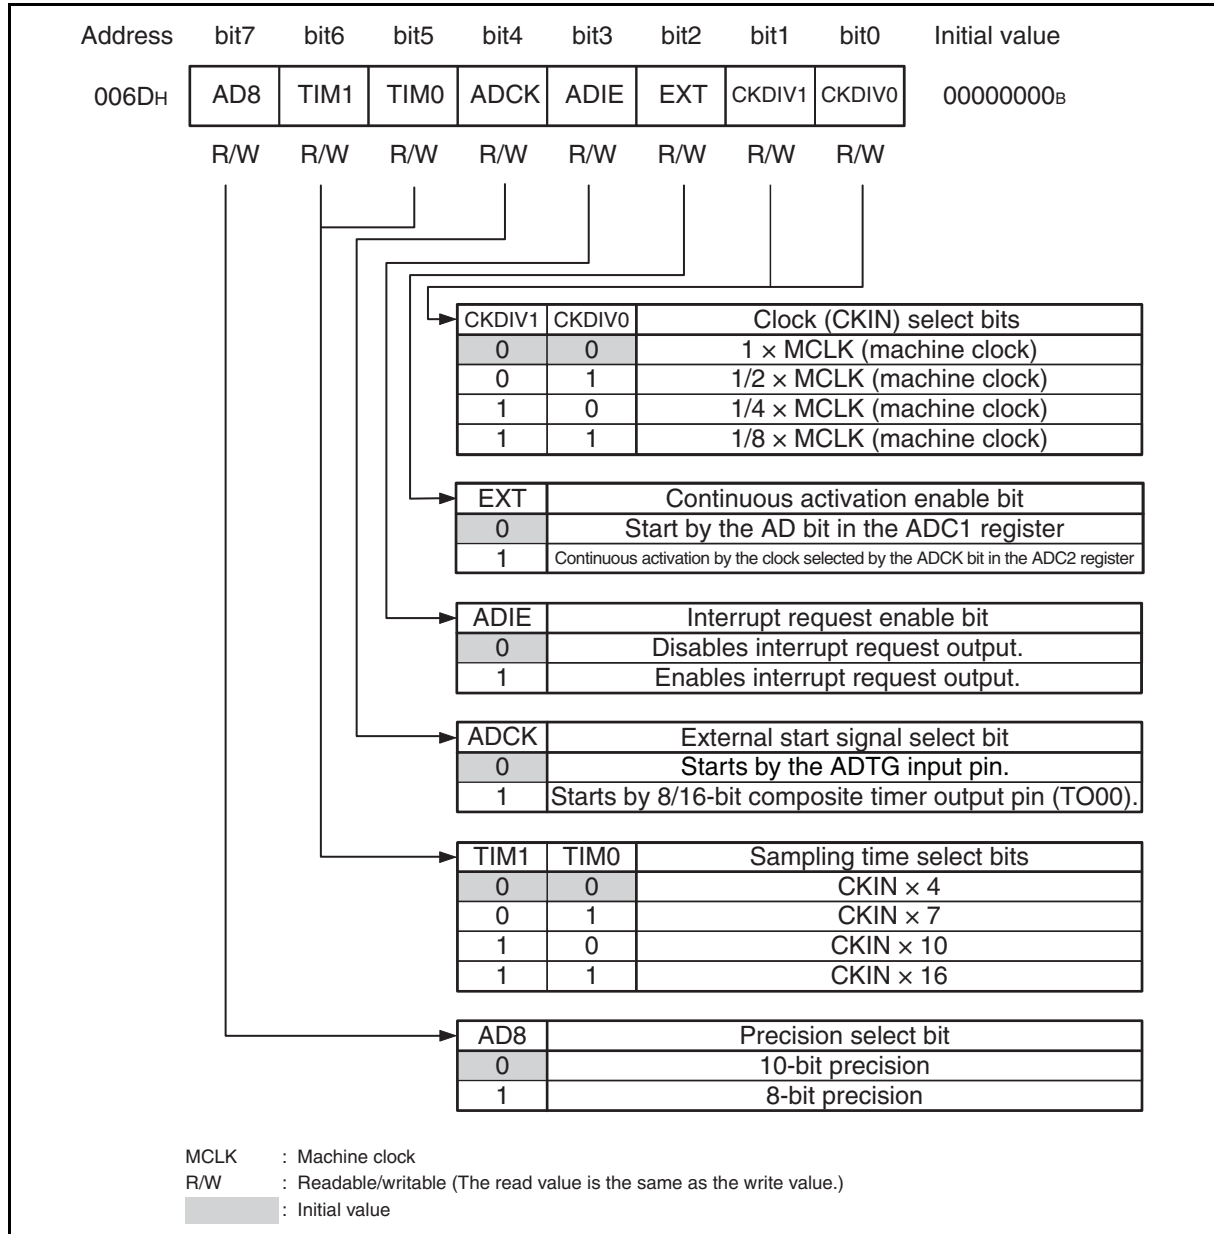 Address bit7 bit6 bit5 bit4 bit3 bit2 bit1 bit0 Initial value
006DH AD8 TIM1 TIM0 ADCK ADIE EXT CKDIV1 CKDIV0 00000000B
R/W R/W R/W R/W R/W R/W R/W R/W
CKDIV1 CKDIV0 Clock (CKIN) select bits
0 0 1 × MCLK (machine clock)
0 1 1/2 × MCLK (machine clock)
1 0 1/4 × MCLK (machine clock)
1 1 1/8 × MCLK (machine clock)
EXT Continuous activation enable bit
0 Start by the AD bit in the ADC1 register
1 Continuous activation by the clock selected by the ADCK bit in the ADC2 register
ADIE Interrupt request enable bit
0 Disables interrupt request output.
1 Enables interrupt request output.
ADCK External start signal select bit
0 Starts by the ADTG input pin.
1 Starts by 8/16-bit composite timer output pin (TO00).
TIM1 TIM0 Sampling time select bits
0 0 CKIN × 4
0 1 CKIN × 7
1 0 CKIN × 10
1 1 CKIN × 16
AD8 Precision select bit
0 10-bit precision
1 8-bit precision
MCLK : Machine clock
R/W : Readable/writable (The read value is the same as the write value.)
: Initial value